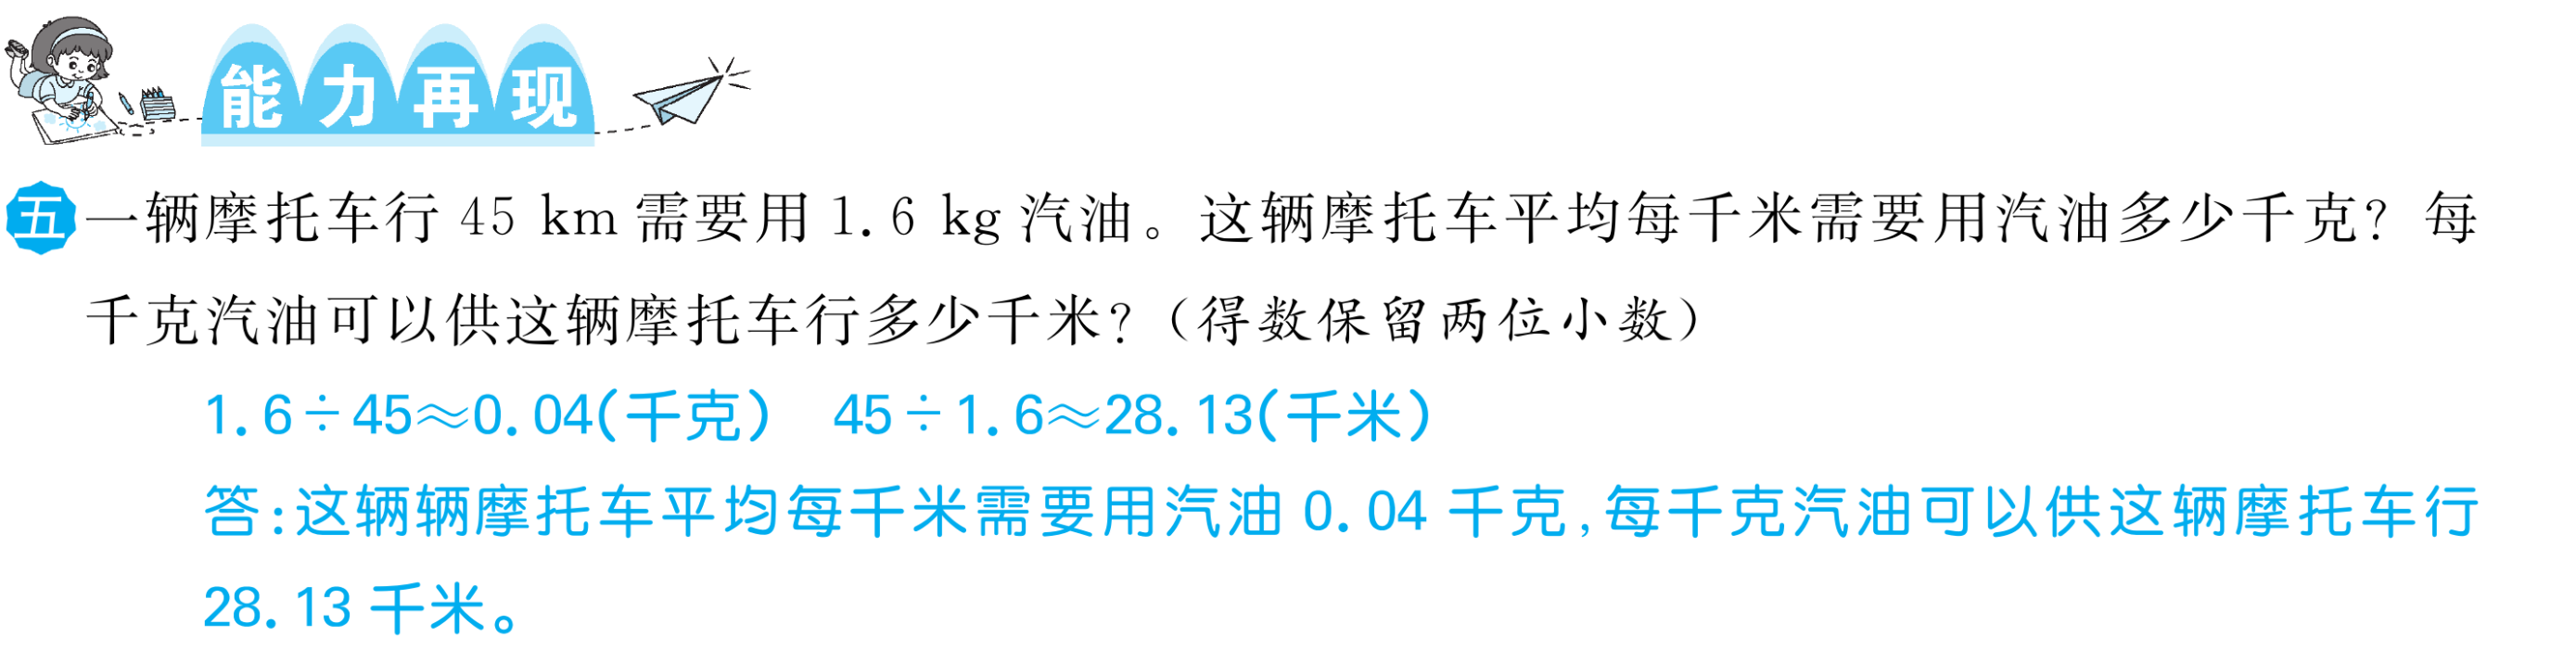 能力再现
五 一辆摩托车行 45 km 需要用 1.6 kg 汽油。这辆摩托车平均每千米需要用汽油多少千克？每
千克汽油可以供这辆摩托车行多少千米？（得数保留两位小数）
1.6÷45≈0.04(千克)  45÷1.6≈28.13(千米)
答:这辆辆摩托车平均每千米需要用汽油 0.04 千克,每千克汽油可以供这辆摩托车行
28.13 千米。